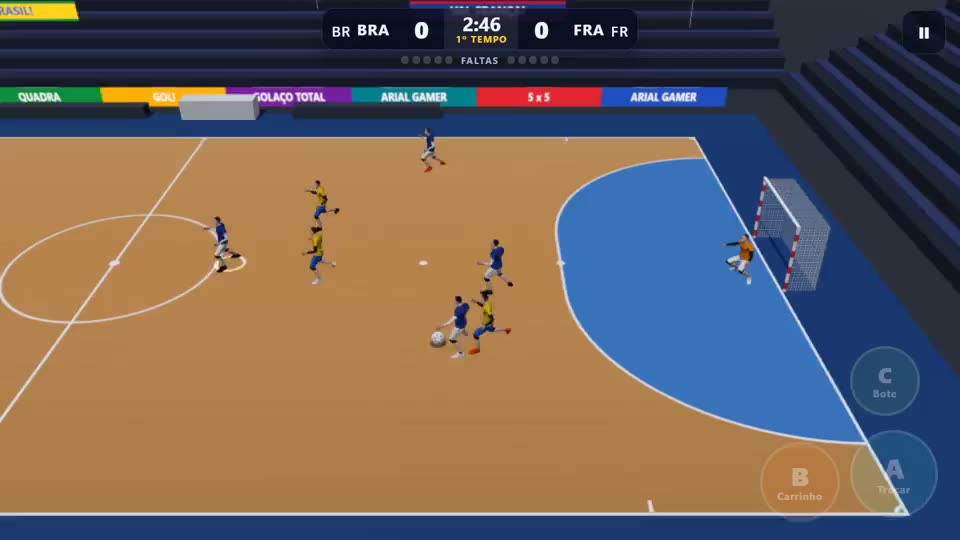 RASIL!
BR BRA 0 2:46 0 FRA FR
1º TEMPO
FALTAS
QUADRA
GOL!
GOLAÇO TOTAL
ARIAL GAMER
5 x 5
ARIAL GAMER
C
Bote
B
Carrinho
A
Trocar